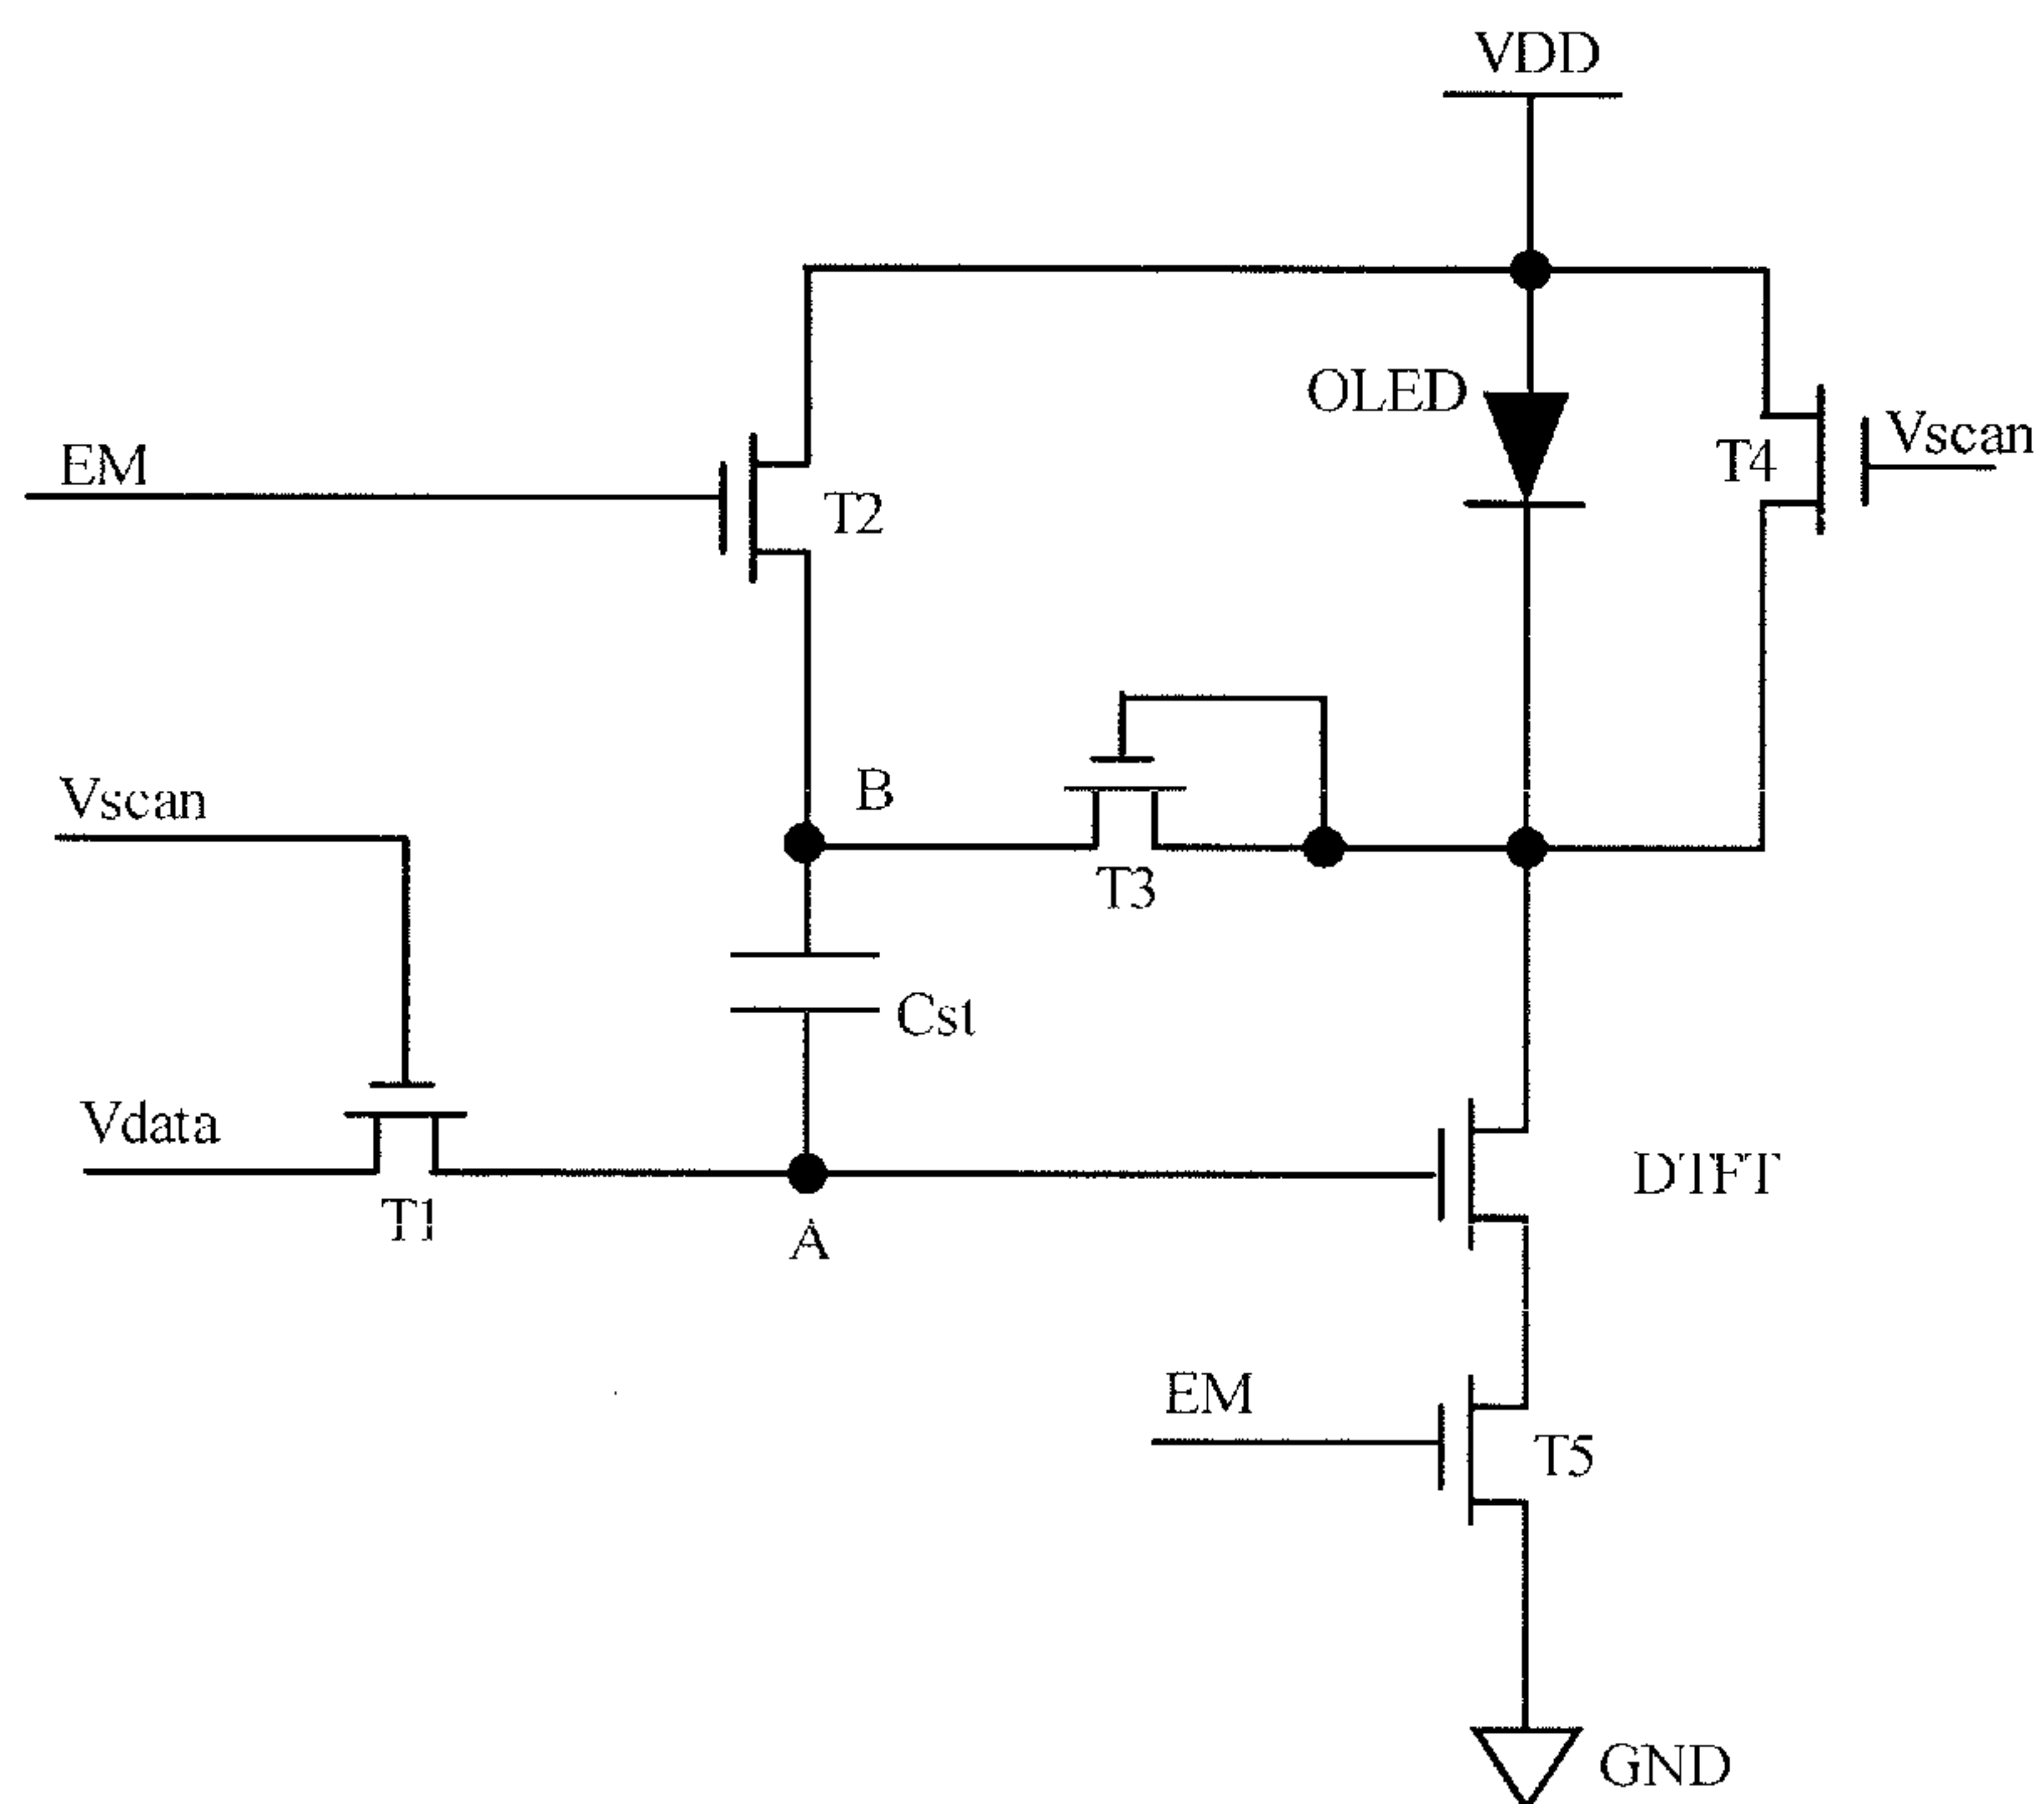 VDD
OLED
Vscan
T4
EM
T2
B
Vscan
T3
Cst
Vdata
DTFT
T1
A
EM
T5
GND